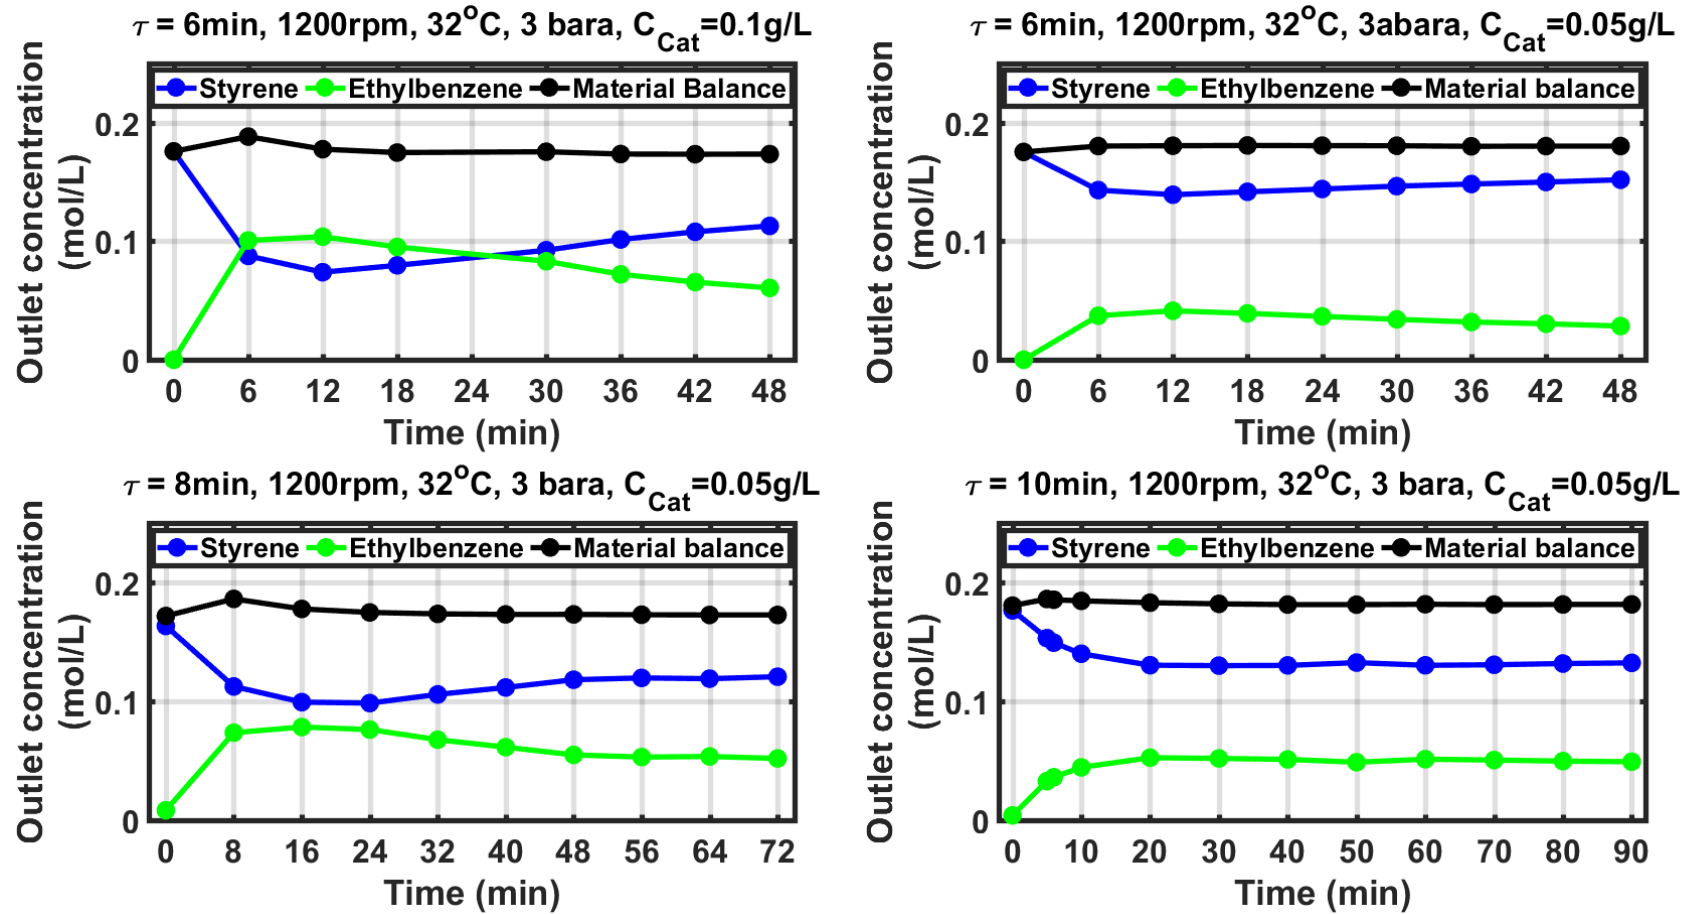 τ = 6min, 1200rpm, 32°C, 3 bara, C_Cat=0.1g/L
Outlet concentration
(mol/L)
Styrene Ethylbenzene Material Balance
0.2
0.1
0
0 6 12 18 24 30 36 42 48
Time (min)
τ = 6min, 1200rpm, 32°C, 3abara, C_Cat=0.05g/L
Outlet concentration
(mol/L)
Styrene Ethylbenzene Material balance
0.2
0.1
0
0 6 12 18 24 30 36 42 48
Time (min)
τ = 8min, 1200rpm, 32°C, 3 bara, C_Cat=0.05g/L
Outlet concentration
(mol/L)
Styrene Ethylbenzene Material balance
0.2
0.1
0
0 8 16 24 32 40 48 56 64 72
Time (min)
τ = 10min, 1200rpm, 32°C, 3 bara, C_Cat=0.05g/L
Outlet concentration
(mol/L)
Styrene Ethylbenzene Material balance
0.2
0.1
0
0 10 20 30 40 50 60 70 80 90
Time (min)